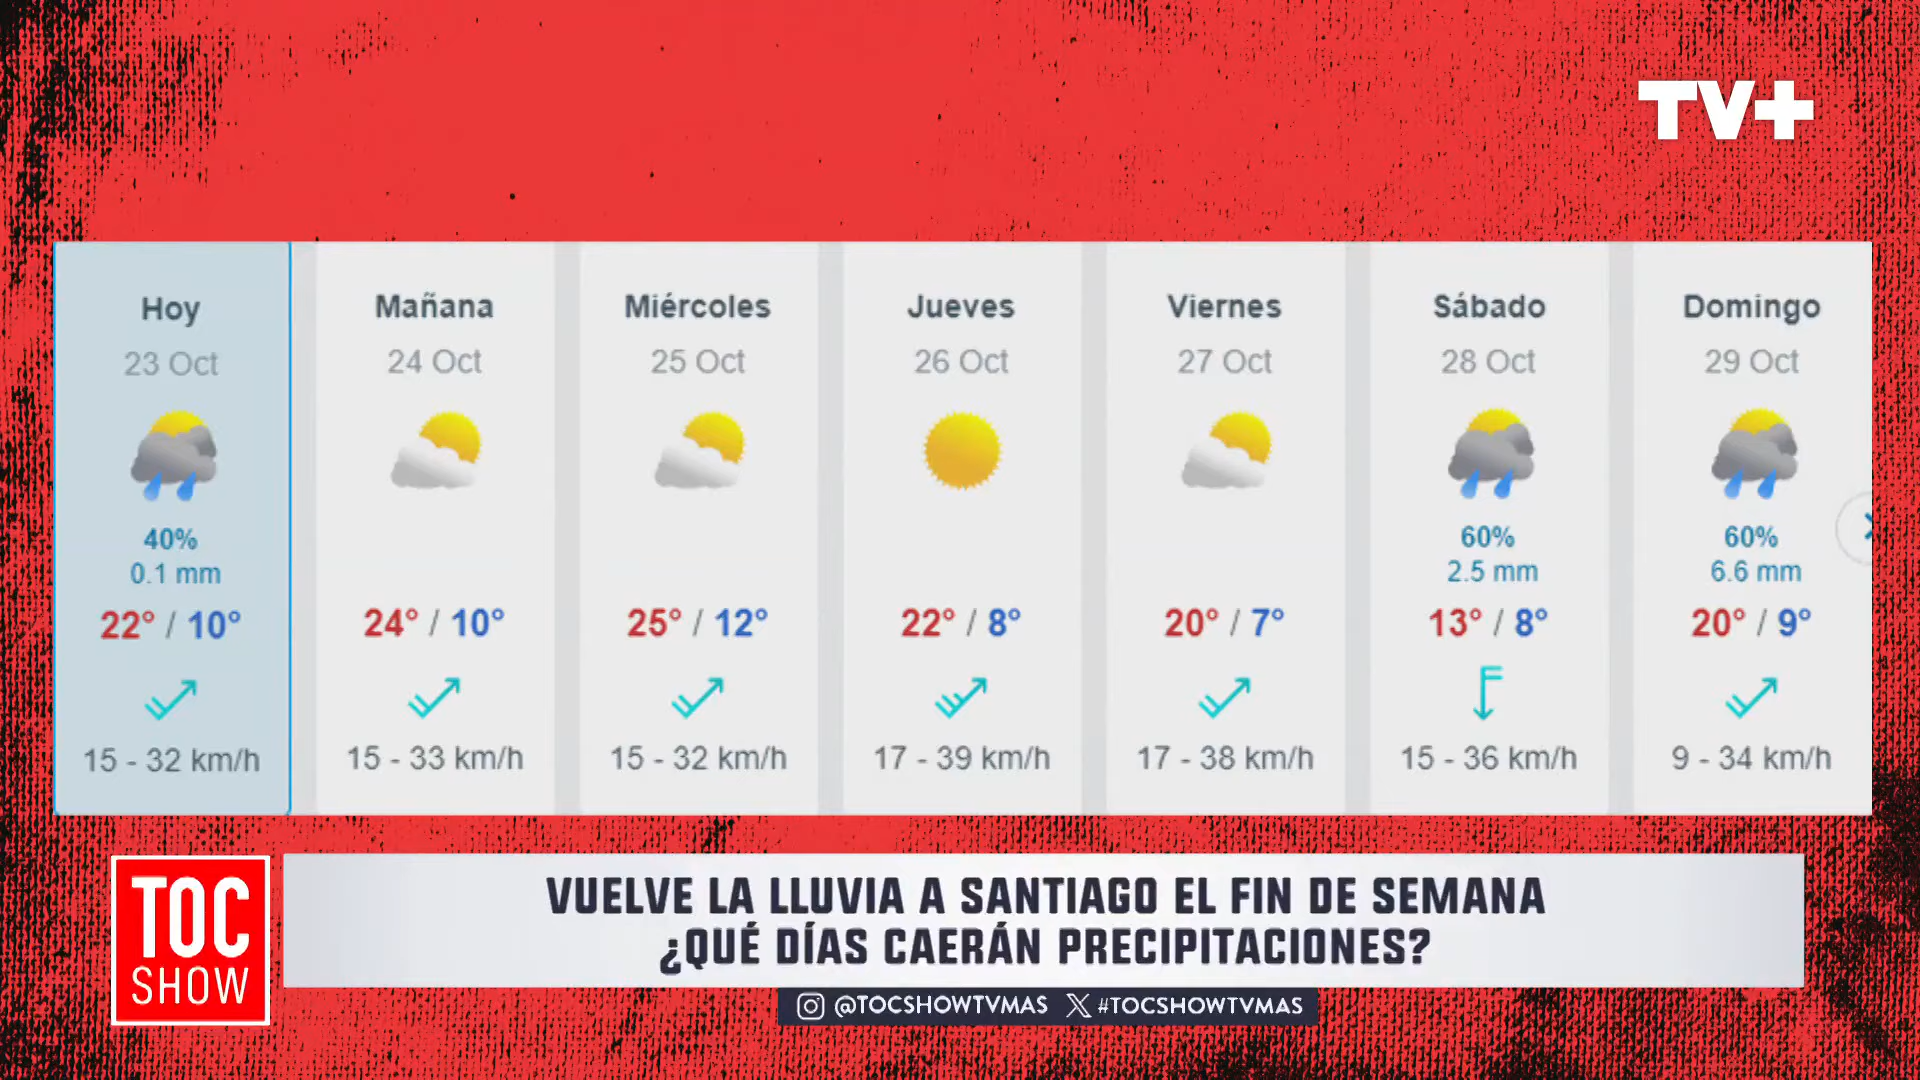 TV+
Hoy
23 Oct
40%
0.1 mm
22° / 10°
15 - 32 km/h
Mañana
24 Oct
24° / 10°
15 - 33 km/h
Miércoles
25 Oct
25° / 12°
15 - 32 km/h
Jueves
26 Oct
22° / 8°
17 - 39 km/h
Viernes
27 Oct
20° / 7°
17 - 38 km/h
Sábado
28 Oct
60%
2.5 mm
13° / 8°
15 - 36 km/h
Domingo
29 Oct
60%
6.6 mm
20° / 9°
9 - 34 km/h
TOC
SHOW
VUELVE LA LLUVIA A SANTIAGO EL FIN DE SEMANA
¿QUÉ DÍAS CAERÁN PRECIPITACIONES?
@TOCSHOWTVMAS X #TOCSHOWTVMAS